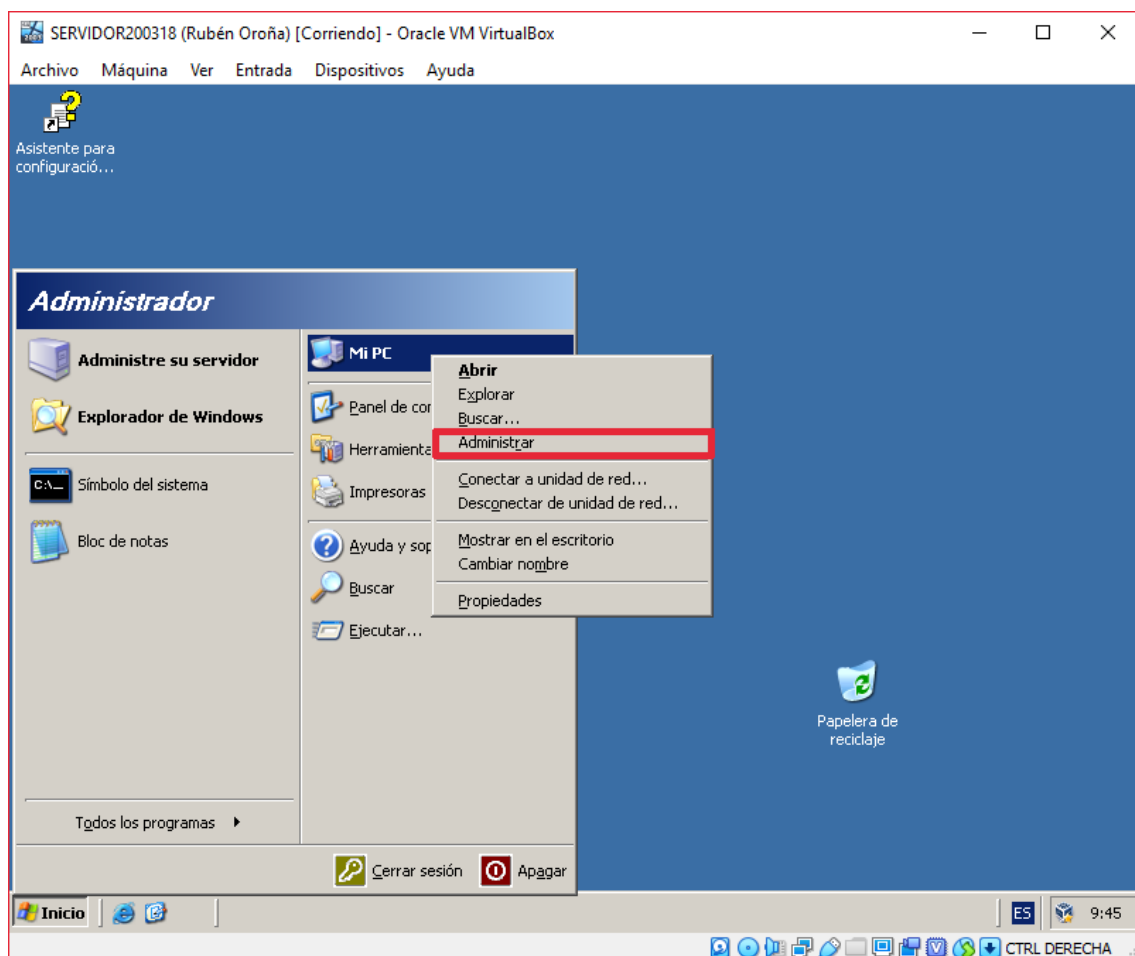 SERVIDOR200318 (Rubén Oroña) [Corriendo] - Oracle VM VirtualBox
Archivo Máquina Ver Entrada Dispositivos Ayuda
Asistente para
configuració...
Administrador
Administre su servidor
Explorador de Windows
Símbolo del sistema
Bloc de notas
Todos los programas
Mi PC
Panel de cor
Herramienta
Impresoras
Ayuda y sop
Buscar
Ejecutar...
Abrir
Explorar
Buscar...
Administrar
Conectar a unidad de red...
Desconectar de unidad de red...
Mostrar en el escritorio
Cambiar nombre
Propiedades
Papelera de
reciclaje
Cerrar sesión Apagar
Inicio
ES 9:45
CTRL DERECHA